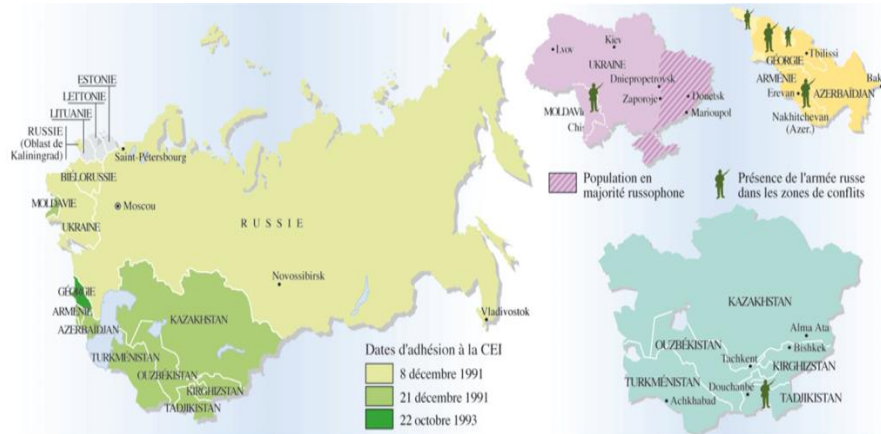 ESTONIE
LETTONIE
LITUANIE
RUSSIE
(Oblast de
Kaliningrad)
Saint-Pétersbourg
BIÉLORUSSIE
MOLDAVIE
Moscou
UKRAINE
RUSSIE
Novossibirsk
GÉORGIE
ARMÉNIE
AZERBAÏDJAN
KAZAKHSTAN
Vladivostok
TURKMÉNISTAN
OUZBÉKISTAN
KIRGHIZSTAN
TADJIKISTAN
Dates d'adhésion à la CEI
8 décembre 1991
21 décembre 1991
22 octobre 1993
Lvov
Kiev
UKRAINE
Dniepropetrovsk
Zaporoje
Donetsk
Marioupol
MOLDAVIE
Chis
Population en
majorité russophone
GÉORGIE
Tbilissi
ARMÉNIE
Erevan
AZERBAÏDJAN
Bak
Nakhitchevan
(Azer.)
Présence de l'armée russe
dans les zones de conflits
KAZAKHSTAN
Alma Ata
OUZBÉKISTAN
Bishkek
Tachkent
KIRGHIZSTAN
TURKMÉNISTAN
Douchanbé
Achkhabad
TADJIKISTAN